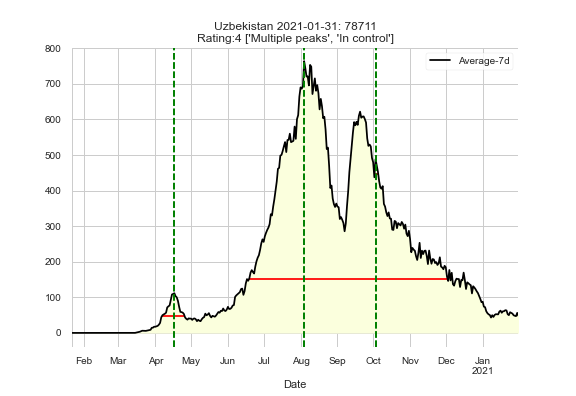 Uzbekistan 2021-01-31: 78711
Rating:4 ['Multiple peaks', 'In control']
Average-7d
800
700
600
500
400
300
200
100
0
Feb Mar Apr May Jun Jul Aug Sep Oct Nov Dec Jan
2021
Date